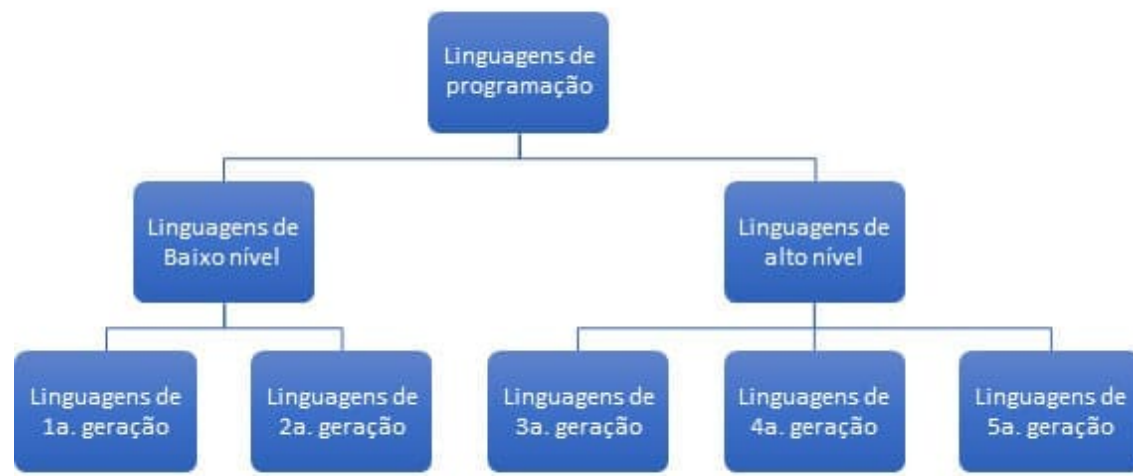 Linguagens de
programação
Linguagens de
Baixo nível
Linguagens de
alto nível
Linguagens de
1a. geração
Linguagens de
2a. geração
Linguagens de
3a. geração
Linguagens de
4a. geração
Linguagens de
5a. geração